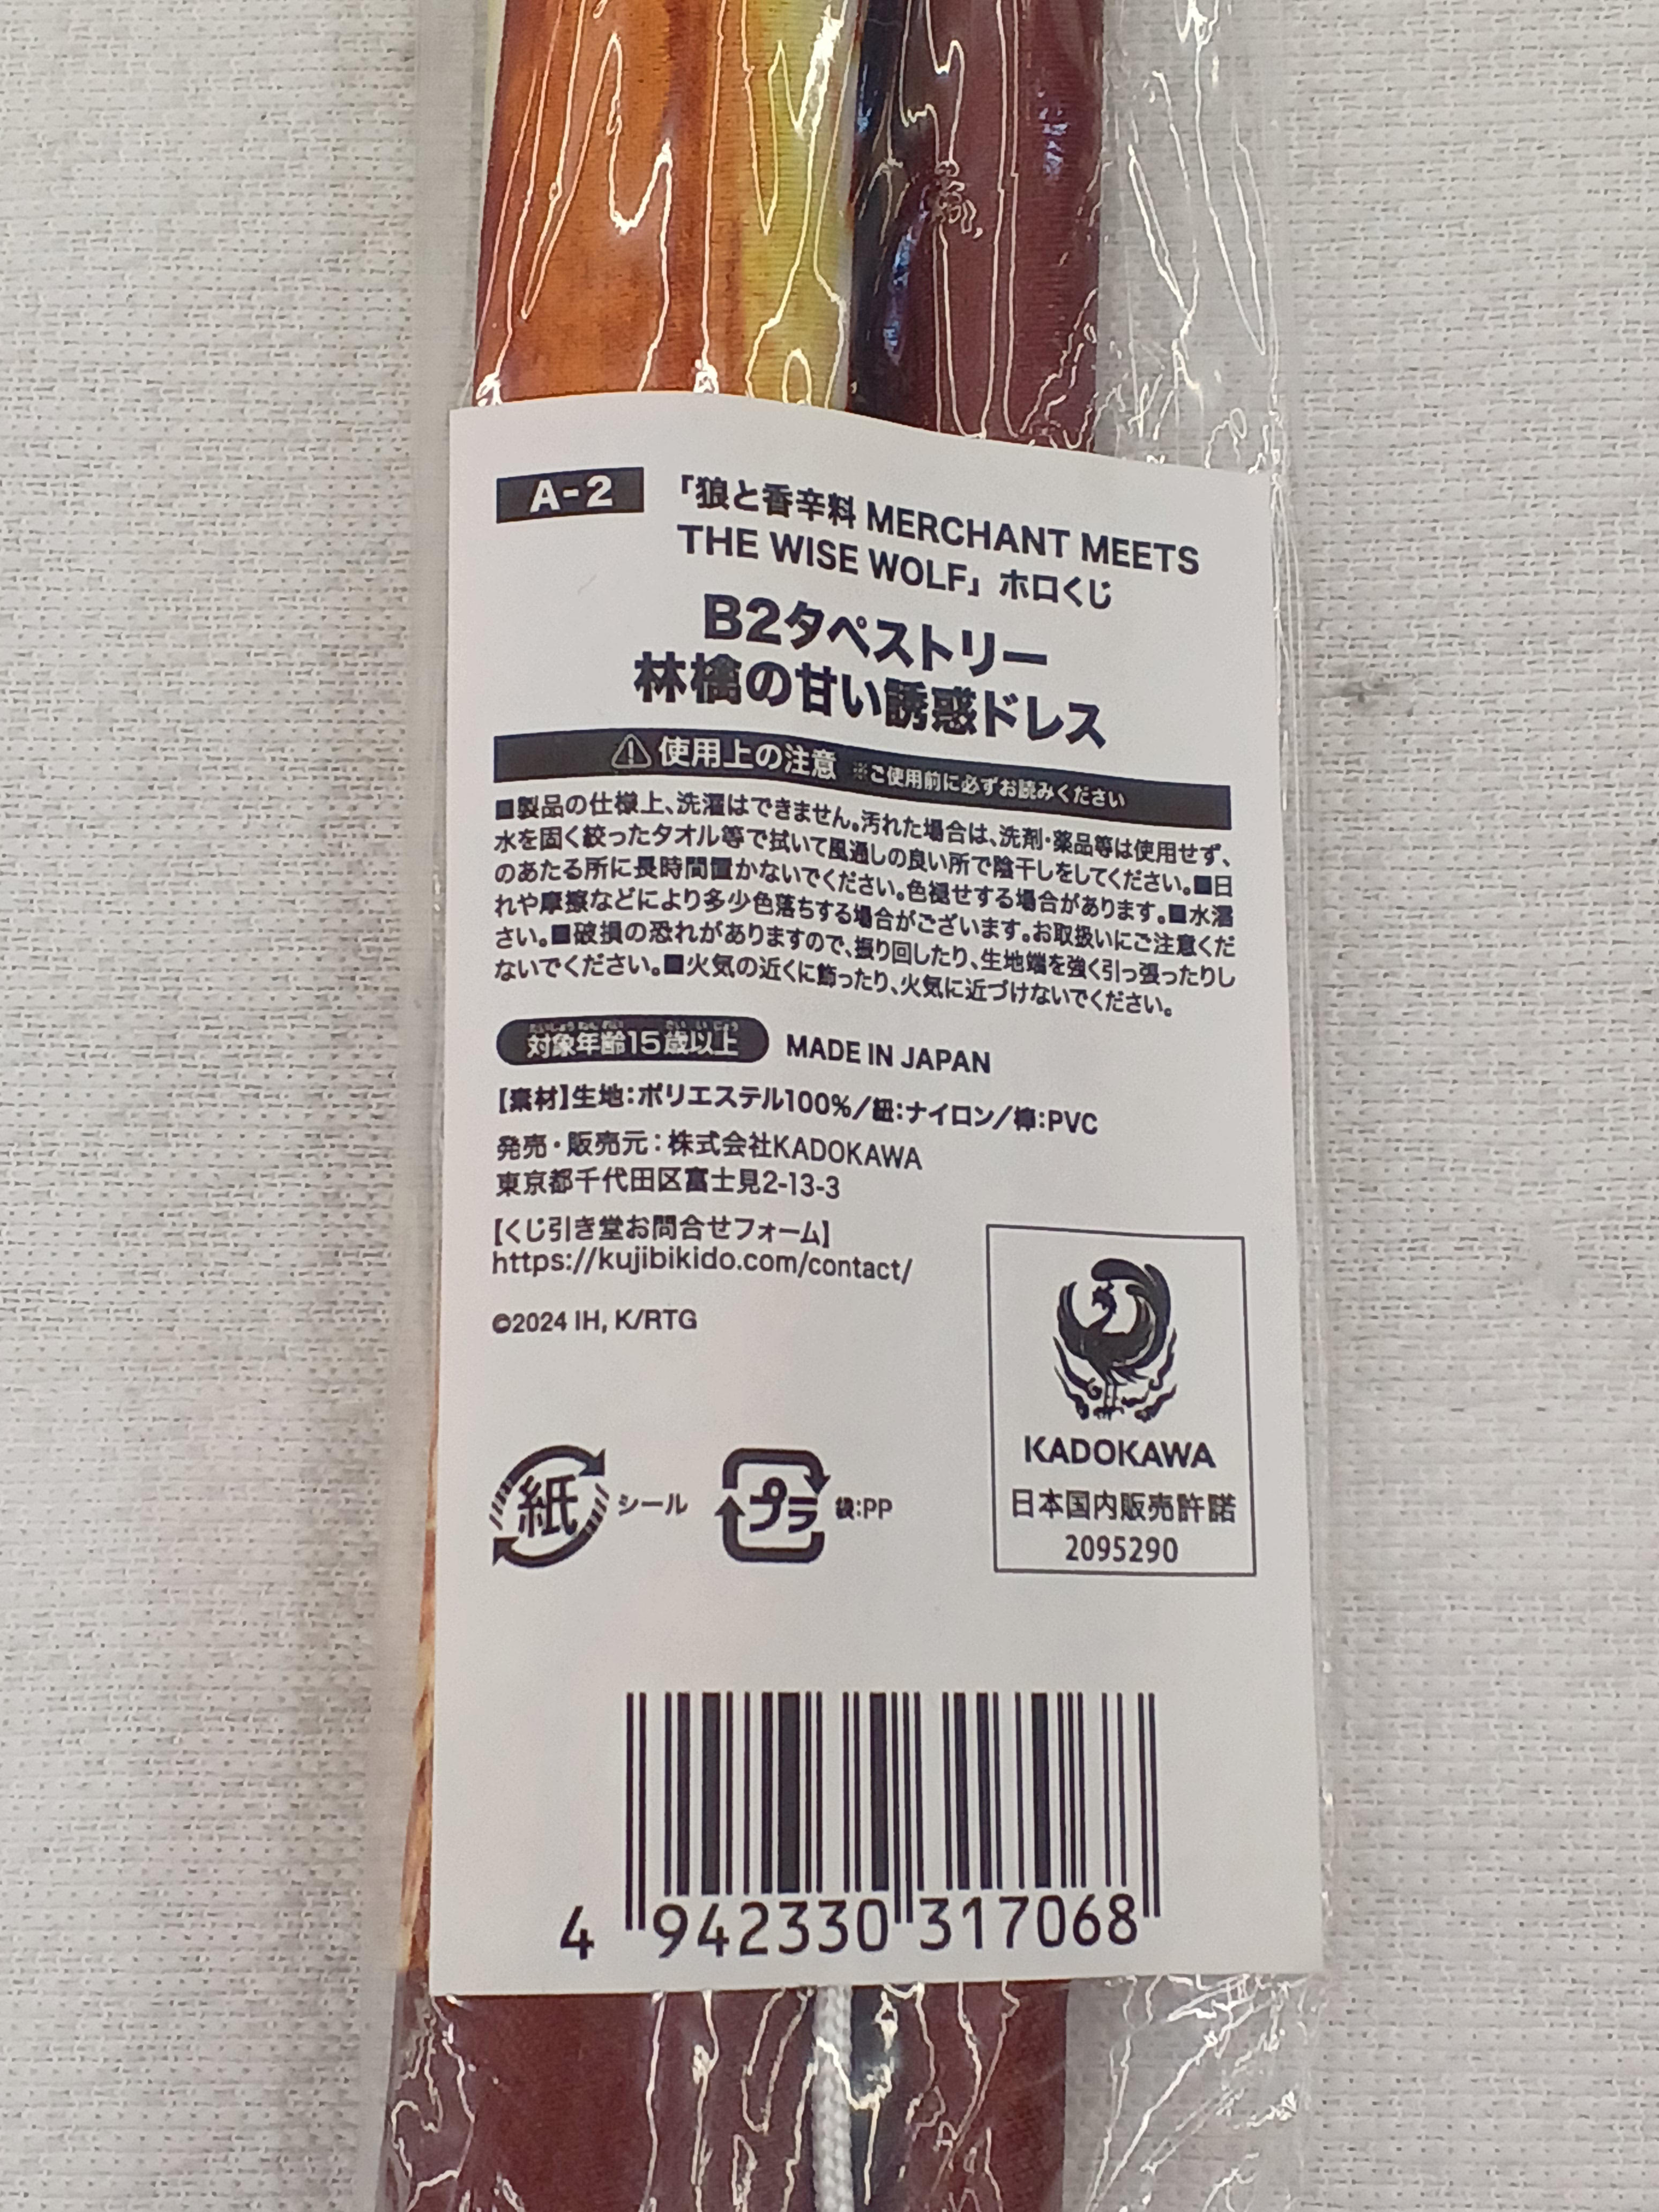 A-2
「狼と香辛料 MERCHANT MEETS
THE WISE WOLF」ホロくじ
B2タペストリー
林檎の甘い誘惑ドレス
使用上の注意 ※ご使用前に必ずお読みください
■製品の仕様上、洗濯はできません。汚れた場合は、洗剤・薬品等は使用せず、
水を固く絞ったタオル等で拭いて風通しの良い所で陰干しをしてください。■日
のあたる所に長時間置かないでください。色褪せする場合があります。■水濡
れや摩擦などにより多少色落ちする場合がございます。お取扱いにご注意くだ
さい。■破損の恐れがありますので、振り回したり、生地端を強く引っ張ったりし
ないでください。■火気の近くに飾ったり、火気に近づけないでください。
対象年齢15歳以上 MADE IN JAPAN
【素材】生地:ポリエステル100%/紐:ナイロン/棒:PVC
発売・販売元:株式会社KADOKAWA
東京都千代田区富士見2-13-3
【くじ引き堂お問合せフォーム】
https://kujibikido.com/contact/
©2024 IH, K/RTG
紙 シール プラ 袋:PP
KADOKAWA
日本国内販売許諾
2095290
4 942330 317068